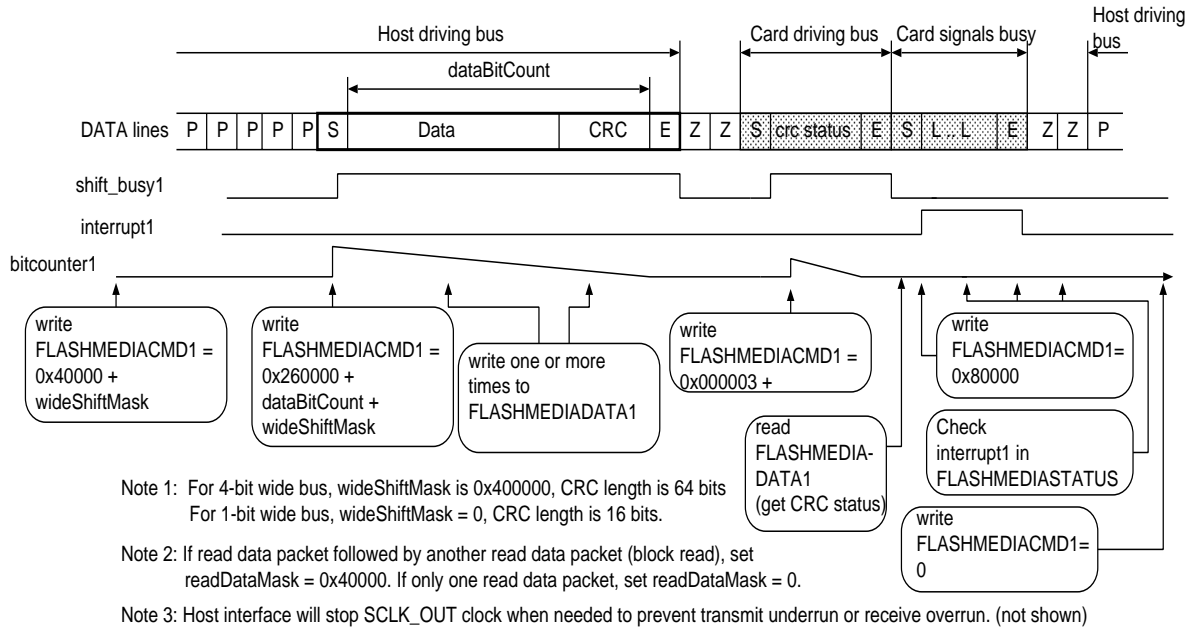 Host driving bus
Card driving bus
Card signals busy
Host driving
bus
dataBitCount
DATA lines P P P P P S Data CRC E Z Z S crc status E S L .. L E Z Z P
shift_busy1
interrupt1
bitcounter1
write
FLASHMEDIACMD1 =
0x40000 +
wideShiftMask
write
FLASHMEDIACMD1 =
0x260000 +
dataBitCount +
wideShiftMask
write one or more
times to
FLASHMEDIADATA1
write
FLASHMEDIACMD1 =
0x000003 +
read
FLASHMEDIA-
DATA1
(get CRC status)
write
FLASHMEDIACMD1=
0x80000
Check
interrupt1 in
FLASHMEDIASTATUS
write
FLASHMEDIACMD1=
0
Note 1: For 4-bit wide bus, wideShiftMask is 0x400000, CRC length is 64 bits
For 1-bit wide bus, wideShiftMask = 0, CRC length is 16 bits.
Note 2: If read data packet followed by another read data packet (block read), set
readDataMask = 0x40000. If only one read data packet, set readDataMask = 0.
Note 3: Host interface will stop SCLK_OUT clock when needed to prevent transmit underrun or receive overrun. (not shown)